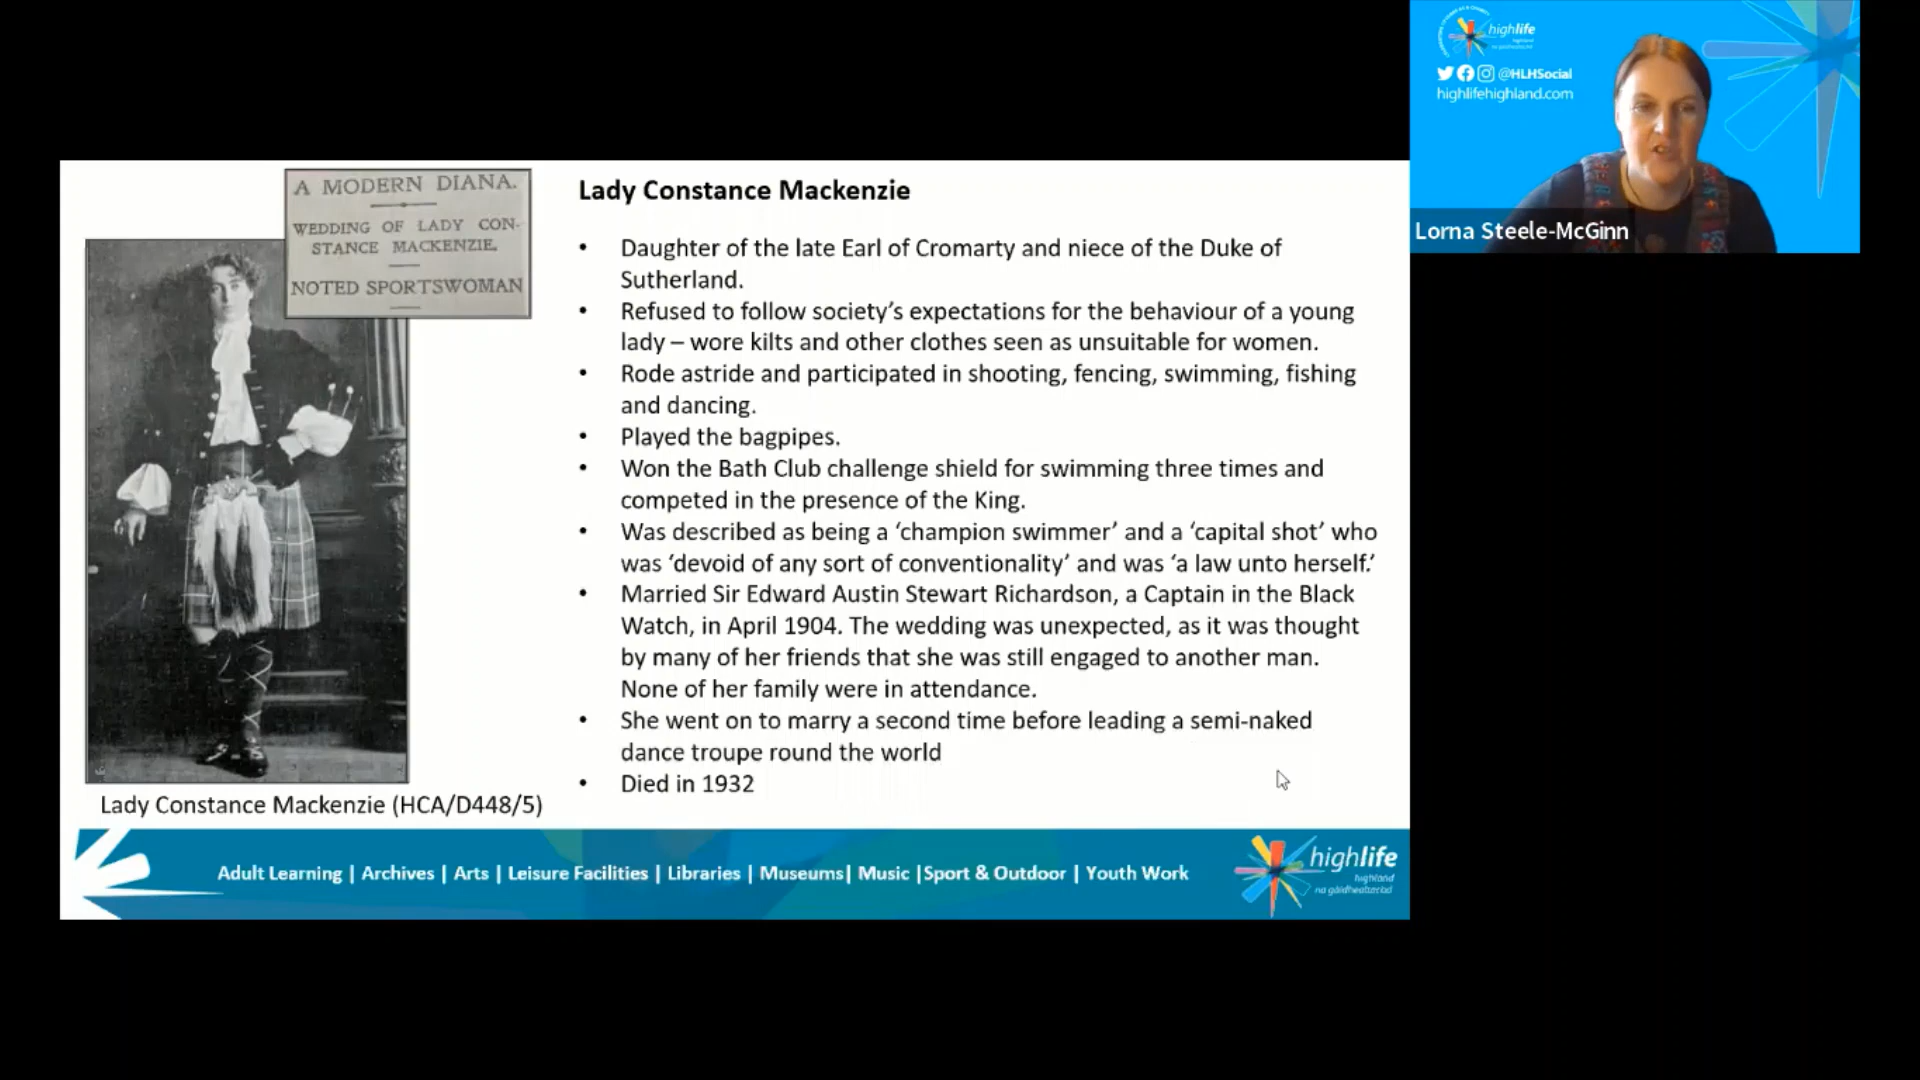 A MODERN DIANA.
WEDDING OF LADY CON-
STANCE MACKENZIE.
NOTED SPORTSWOMAN
Lady Constance Mackenzie (HCA/D448/5)
Lady Constance Mackenzie
• Daughter of the late Earl of Cromarty and niece of the Duke of
Sutherland.
• Refused to follow society’s expectations for the behaviour of a young
lady – wore kilts and other clothes seen as unsuitable for women.
• Rode astride and participated in shooting, fencing, swimming, fishing
and dancing.
• Played the bagpipes.
• Won the Bath Club challenge shield for swimming three times and
competed in the presence of the King.
• Was described as being a ‘champion swimmer’ and a ‘capital shot’ who
was ‘devoid of any sort of conventionality’ and was ‘a law unto herself.’
• Married Sir Edward Austin Stewart Richardson, a Captain in the Black
Watch, in April 1904. The wedding was unexpected, as it was thought
by many of her friends that she was still engaged to another man.
None of her family were in attendance.
• She went on to marry a second time before leading a semi-naked
dance troupe round the world
• Died in 1932
Adult Learning | Archives | Arts | Leisure Facilities | Libraries | Museums| Music |Sport & Outdoor | Youth Work
highlife
highland
na gàidhealtachd
highlife
highland
@HLHSocial
highlifehighland.com
Lorna Steele-McGinn